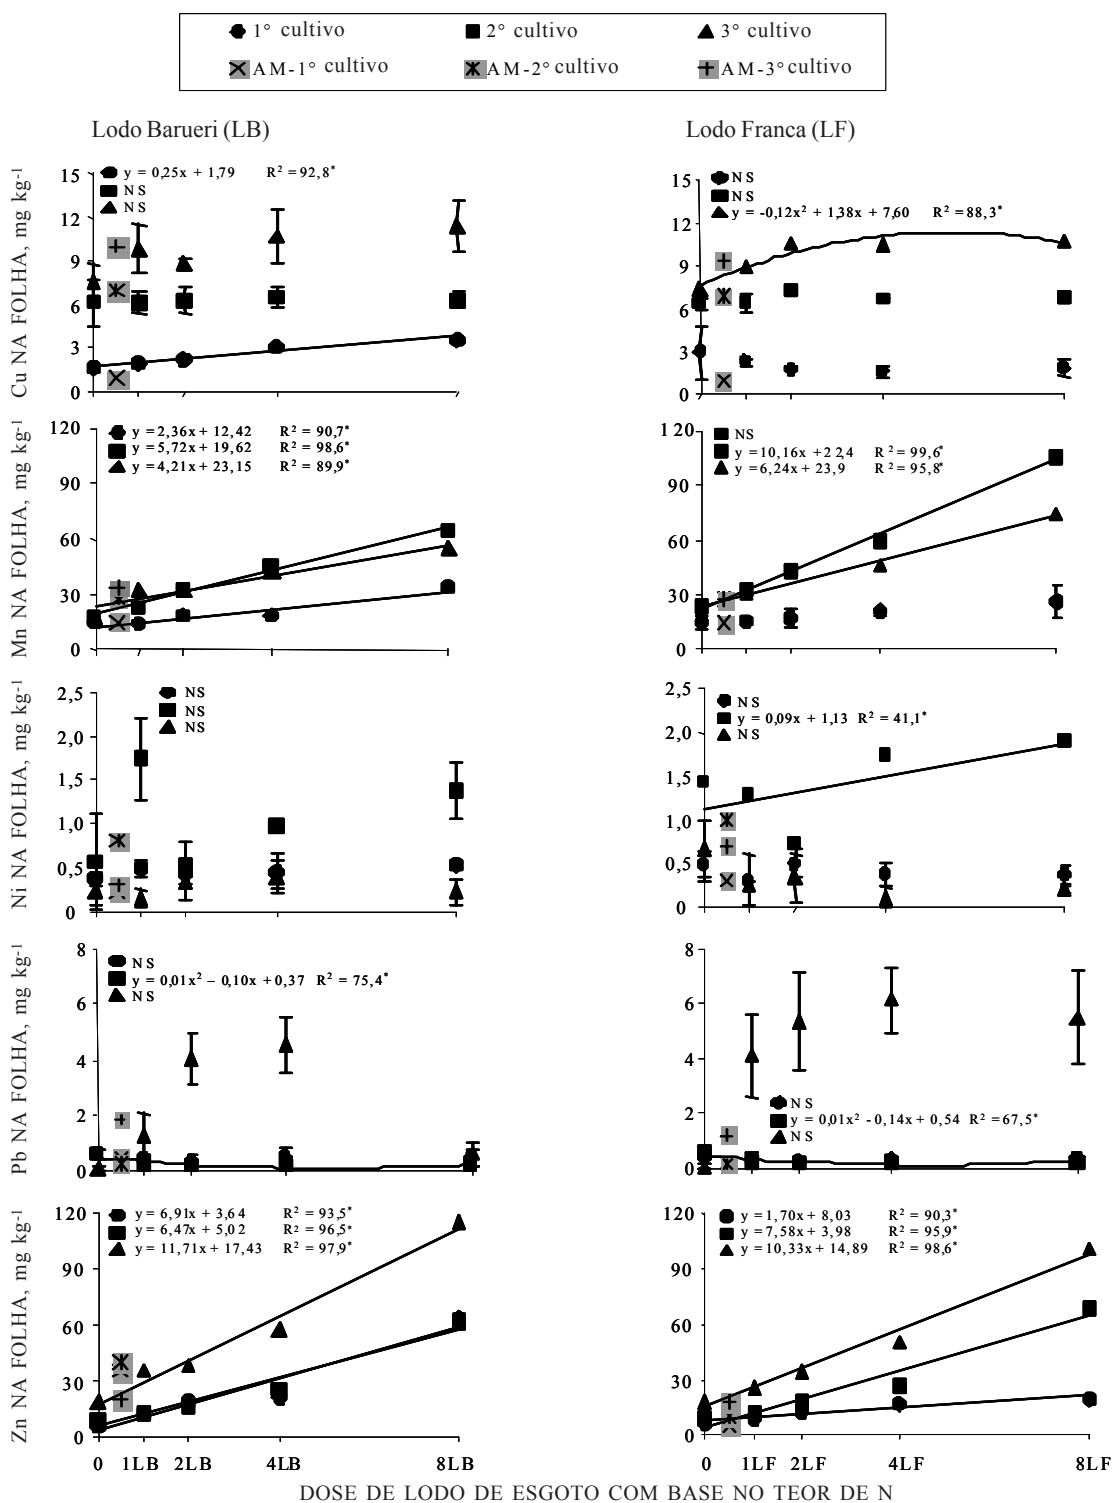 1° cultivo 2° cultivo 3° cultivo
AM-1° cultivo AM-2° cultivo AM-3° cultivo
Lodo Barueri (LB)
Lodo Franca (LF)
Cu NA FOLHA, mg kg-1
15
12
9
6
3
0
y = 0,25x + 1,79 R2 = 92,8*
NS
NS
15
12
9
6
3
0
NS
NS
y = -0,12x2 + 1,38x + 7,60 R2 = 88,3*
Mn NA FOLHA, mg kg-1
120
90
60
30
0
y = 2,36x + 12,42 R2 = 90,7*
y = 5,72x + 19,62 R2 = 98,6*
y = 4,21x + 23,15 R2 = 89,9*
120
90
60
30
0
NS
y = 10,16x + 22,4 R2 = 99,6*
y = 6,24x + 23,9 R2 = 95,8*
Ni NA FOLHA, mg kg-1
2,5
2,0
1,5
1,0
0,5
0
NS
NS
NS
2,5
2,0
1,5
1,0
0,5
0
NS
y = 0,09x + 1,13 R2 = 41,1*
NS
Pb NA FOLHA, mg kg-1
8
6
4
2
0
NS
y = 0,01x2 – 0,10x + 0,37 R2 = 75,4*
NS
8
6
4
2
0
NS
y = 0,01x2 - 0,14x + 0,54 R2 = 67,5*
NS
Zn NA FOLHA, mg kg-1
120
90
60
30
0
y = 6,91x + 3,64 R2 = 93,5*
y = 6,47x + 5,02 R2 = 96,5*
y = 11,71x + 17,43 R2 = 97,9*
0 1LB 2LB 4LB 8LB
120
90
60
30
0
y = 1,70x + 8,03 R2 = 90,3*
y = 7,58x + 3,98 R2 = 95,9*
y = 10,33x + 14,89 R2 = 98,6*
0 1LF 2LF 4LF 8LF
DOSE DE LODO DE ESGOTO COM BASE NO TEOR DE N